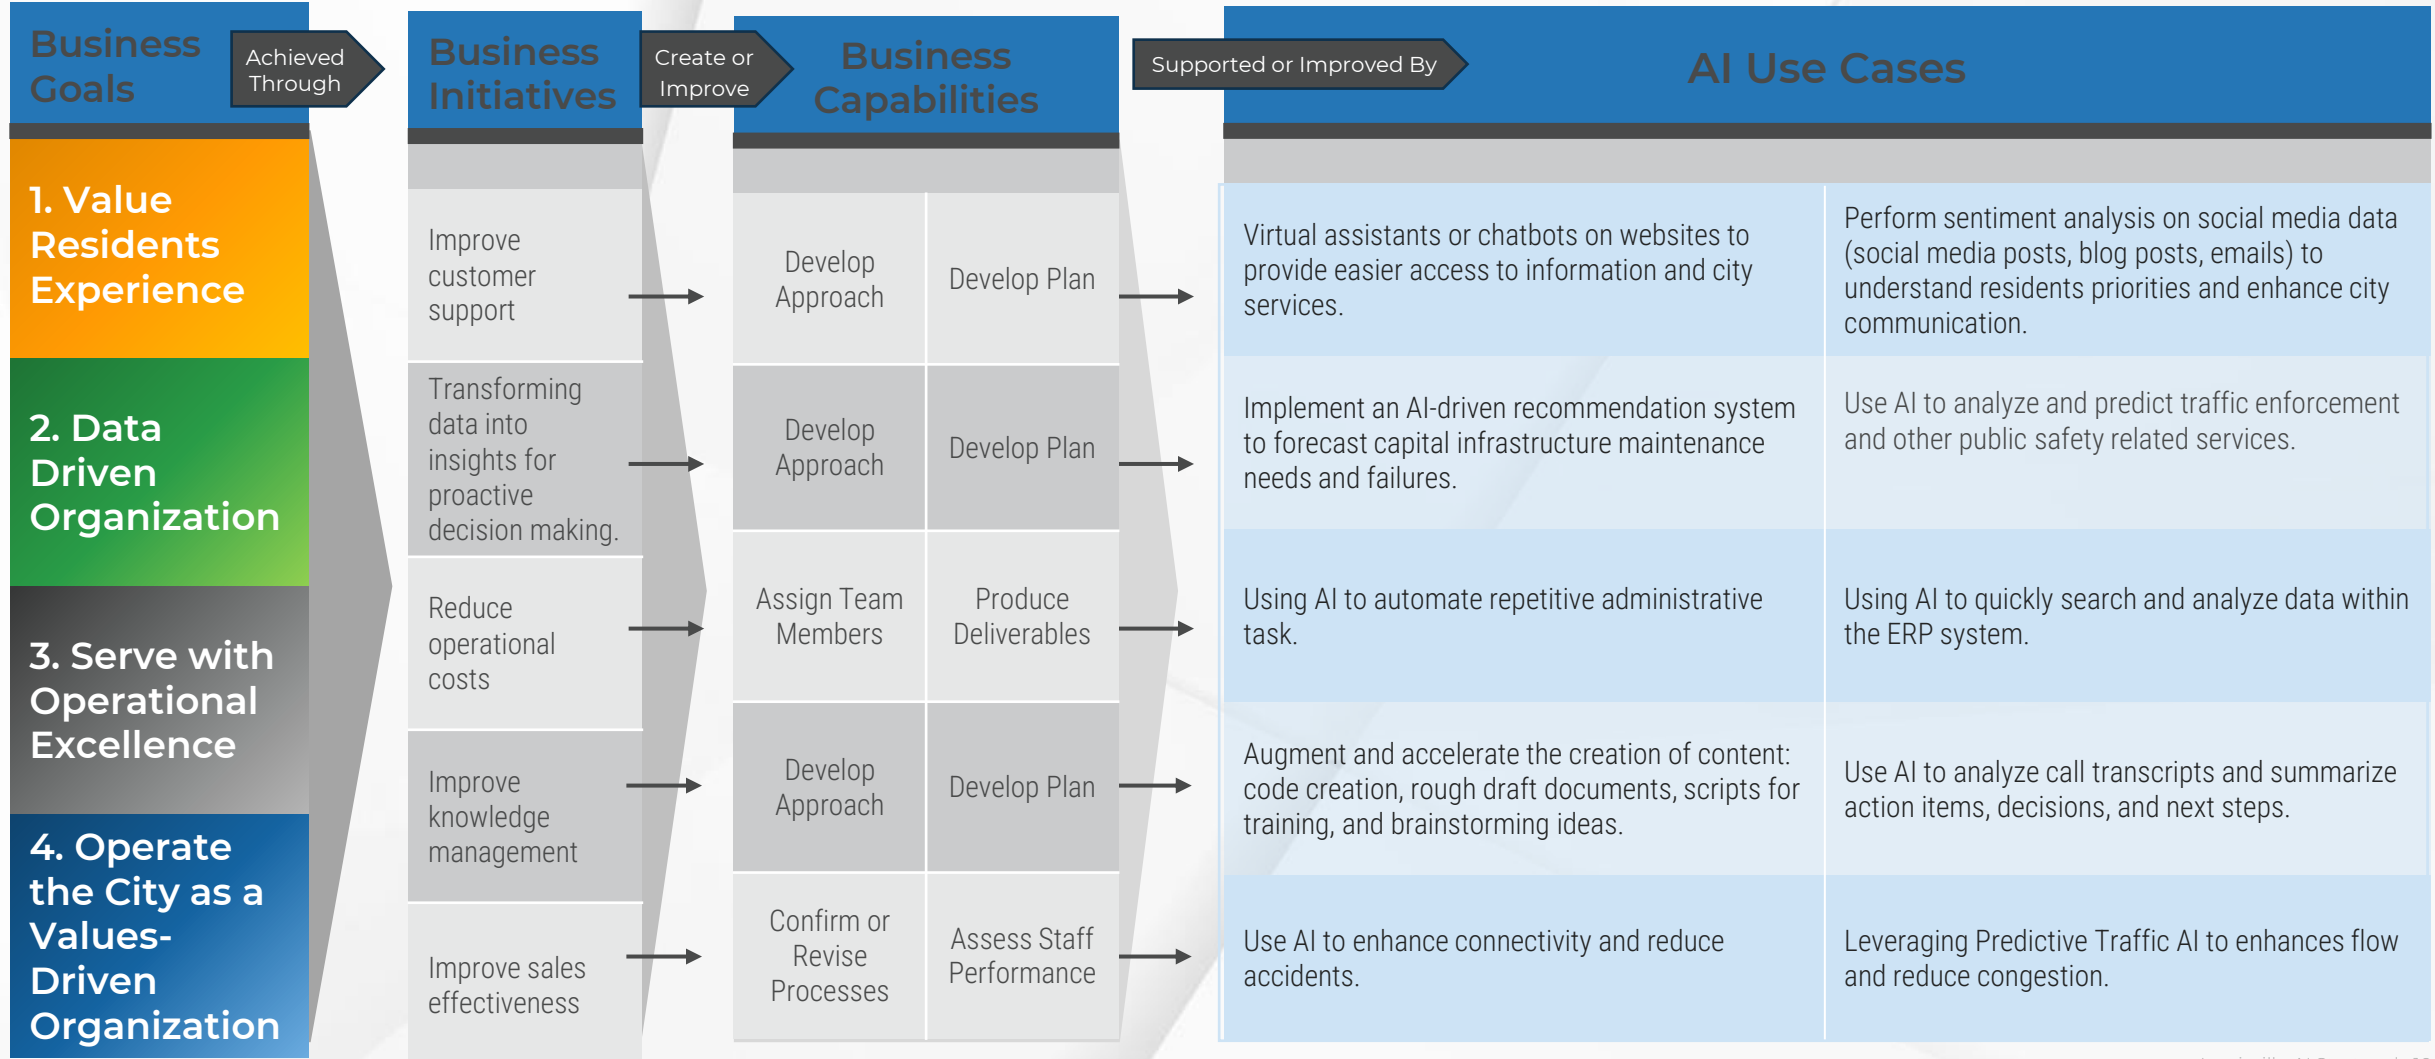 Business
Goals
Achieved
Through
Business
Initiatives
Create or
Improve
Business
Capabilities
Supported or Improved By
AI Use Cases
1. Value
Residents
Experience
2. Data
Driven
Organization
3. Serve with
Operational
Excellence
4. Operate
the City as a
Values-
Driven
Organization
Improve
customer
support
Develop
Approach
Develop Plan
Virtual assistants or chatbots on websites to
provide easier access to information and city
services.
Perform sentiment analysis on social media data
(social media posts, blog posts, emails) to
understand residents priorities and enhance city
communication.
Transforming
data into
insights for
proactive
decision making.
Develop
Approach
Develop Plan
Implement an AI-driven recommendation system
to forecast capital infrastructure maintenance
needs and failures.
Use AI to analyze and predict traffic enforcement
and other public safety related services.
Reduce
operational
costs
Assign Team
Members
Produce
Deliverables
Using AI to automate repetitive administrative
task.
Using AI to quickly search and analyze data within
the ERP system.
Improve
knowledge
management
Develop
Approach
Develop Plan
Augment and accelerate the creation of content:
code creation, rough draft documents, scripts for
training, and brainstorming ideas.
Use AI to analyze call transcripts and summarize
action items, decisions, and next steps.
Improve sales
effectiveness
Confirm or
Revise
Processes
Assess Staff
Performance
Use AI to enhance connectivity and reduce
accidents.
Leveraging Predictive Traffic AI to enhances flow
and reduce congestion.